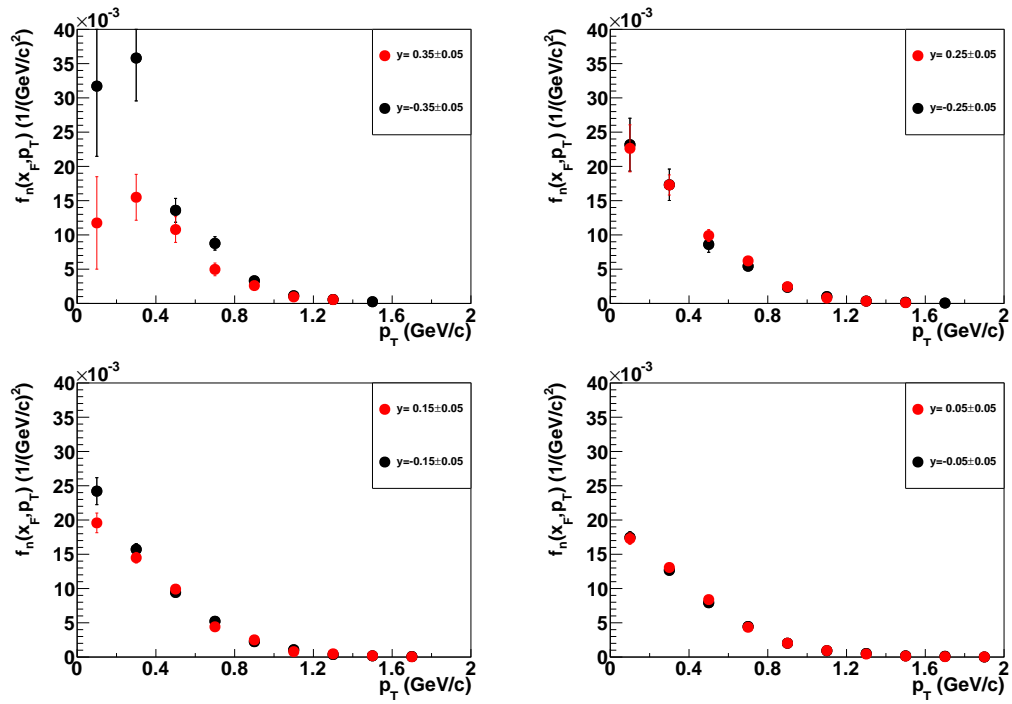 ×10⁻³
f_n(x_F,p_T) (1/(GeV/c)²)
40
35
30
25
20
15
10
5
0
y= 0.35±0.05
y=-0.35±0.05
0 0.4 0.8 1.2 1.6 2
p_T (GeV/c)
×10⁻³
f_n(x_F,p_T) (1/(GeV/c)²)
40
35
30
25
20
15
10
5
0
y= 0.25±0.05
y=-0.25±0.05
0 0.4 0.8 1.2 1.6 2
p_T (GeV/c)
×10⁻³
f_n(x_F,p_T) (1/(GeV/c)²)
40
35
30
25
20
15
10
5
0
y= 0.15±0.05
y=-0.15±0.05
0 0.4 0.8 1.2 1.6 2
p_T (GeV/c)
×10⁻³
f_n(x_F,p_T) (1/(GeV/c)²)
40
35
30
25
20
15
10
5
0
y= 0.05±0.05
y=-0.05±0.05
0 0.4 0.8 1.2 1.6 2
p_T (GeV/c)